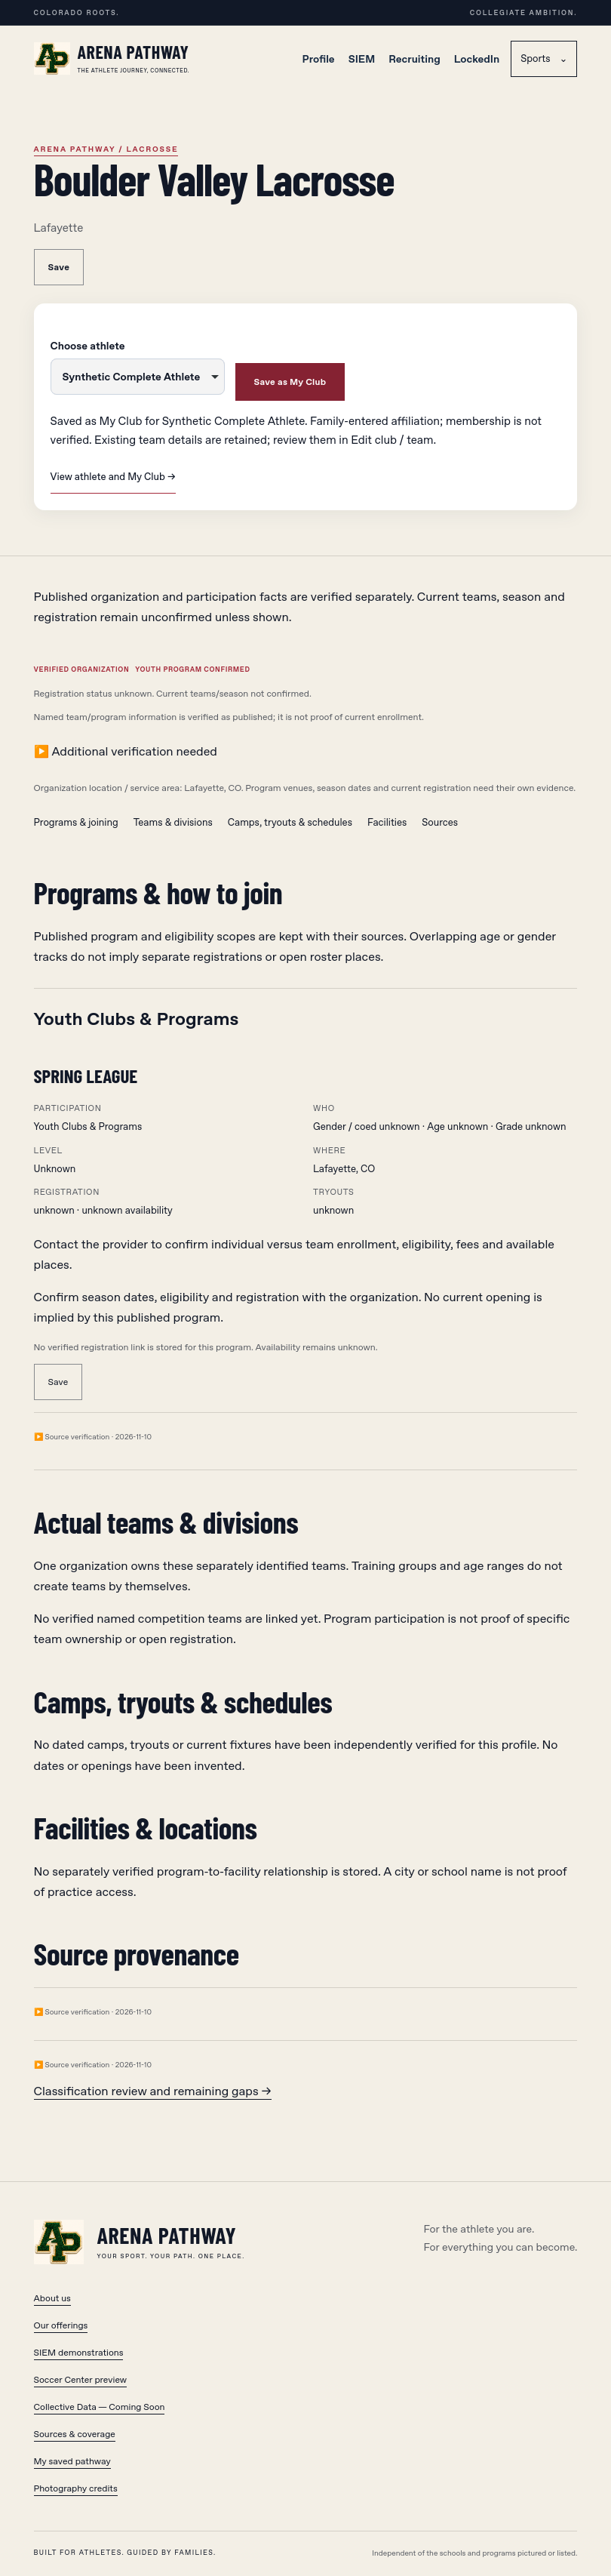 COLORADO ROOTS.
COLLEGIATE AMBITION.
AP
ARENA PATHWAY
THE ATHLETE JOURNEY, CONNECTED.
Profile
SIEM
Recruiting
LockedIn
Sports
ARENA PATHWAY / LACROSSE
Boulder Valley Lacrosse
Lafayette
Save
Choose athlete
Synthetic Complete Athlete
Save as My Club
Saved as My Club for Synthetic Complete Athlete. Family-entered affiliation; membership is not
verified. Existing team details are retained; review them in Edit club / team.
View athlete and My Club →
Published organization and participation facts are verified separately. Current teams, season and
registration remain unconfirmed unless shown.
VERIFIED ORGANIZATION YOUTH PROGRAM CONFIRMED
Registration status unknown. Current teams/season not confirmed.
Named team/program information is verified as published; it is not proof of current enrollment.
Additional verification needed
Organization location / service area: Lafayette, CO. Program venues, season dates and current registration need their own evidence.
Programs & joining
Teams & divisions
Camps, tryouts & schedules
Facilities
Sources
Programs & how to join
Published program and eligibility scopes are kept with their sources. Overlapping age or gender
tracks do not imply separate registrations or open roster places.
Youth Clubs & Programs
SPRING LEAGUE
PARTICIPATION
Youth Clubs & Programs
WHO
Gender / coed unknown · Age unknown · Grade unknown
LEVEL
Unknown
WHERE
Lafayette, CO
REGISTRATION
unknown · unknown availability
TRYOUTS
unknown
Contact the provider to confirm individual versus team enrollment, eligibility, fees and available
places.
Confirm season dates, eligibility and registration with the organization. No current opening is
implied by this published program.
No verified registration link is stored for this program. Availability remains unknown.
Save
Source verification · 2026-11-10
Actual teams & divisions
One organization owns these separately identified teams. Training groups and age ranges do not
create teams by themselves.
No verified named competition teams are linked yet. Program participation is not proof of specific
team ownership or open registration.
Camps, tryouts & schedules
No dated camps, tryouts or current fixtures have been independently verified for this profile. No
dates or openings have been invented.
Facilities & locations
No separately verified program-to-facility relationship is stored. A city or school name is not proof
of practice access.
Source provenance
Source verification · 2026-11-10
Source verification · 2026-11-10
Classification review and remaining gaps →
AP
ARENA PATHWAY
YOUR SPORT. YOUR PATH. ONE PLACE.
For the athlete you are.
For everything you can become.
About us
Our offerings
SIEM demonstrations
Soccer Center preview
Collective Data — Coming Soon
Sources & coverage
My saved pathway
Photography credits
BUILT FOR ATHLETES. GUIDED BY FAMILIES.
Independent of the schools and programs pictured or listed.